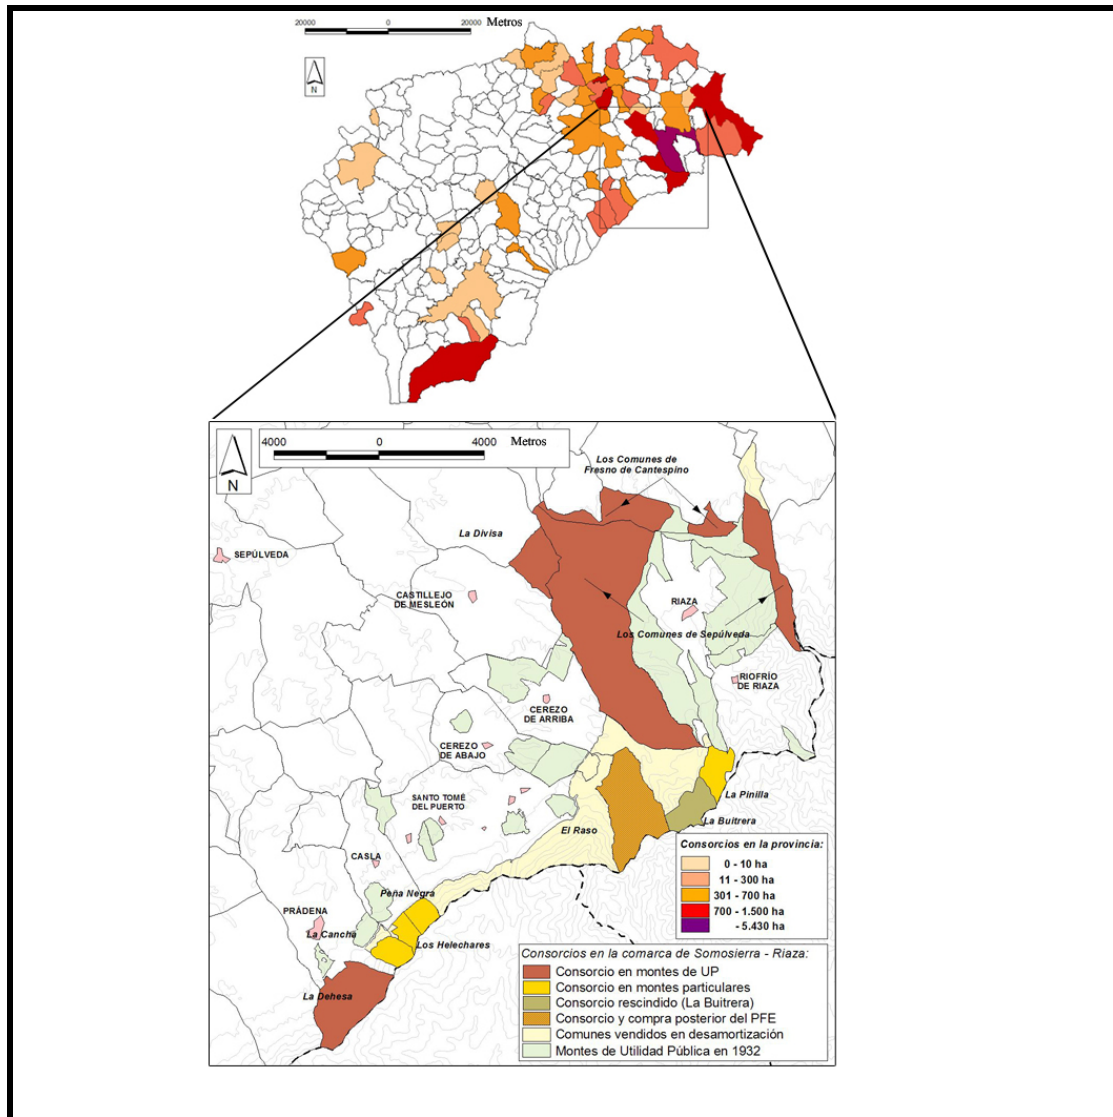 20000 0 20000 Metros
N
4000 0 4000 Metros
N
Los Comunes de
Fresno de Cantespino
La Divisa
SEPÚLVEDA
CASTILLEJO
DE MESLEÓN
RIAZA
Los Comunes de Sepúlveda
RIOFRÍO
DE RIAZA
CEREZO
DE ARRIBA
CEREZO
DE ABAJO
SANTO TOMÉ
DEL PUERTO
La Pinilla
La Buitrera
El Raso
CASLA
Peña Negra
PRÁDENA
La Cancha
Los Helechares
La Dehesa
Consorcios en la provincia:
0 - 10 ha
11 - 300 ha
301 - 700 ha
700 - 1.500 ha
- 5.430 ha
Consorcios en la comarca de Somosierra - Riaza:
Consorcio en montes de UP
Consorcio en montes particulares
Consorcio rescindido (La Buitrera)
Consorcio y compra posterior del PFE
Comunes vendidos en desamortización
Montes de Utilidad Pública en 1932